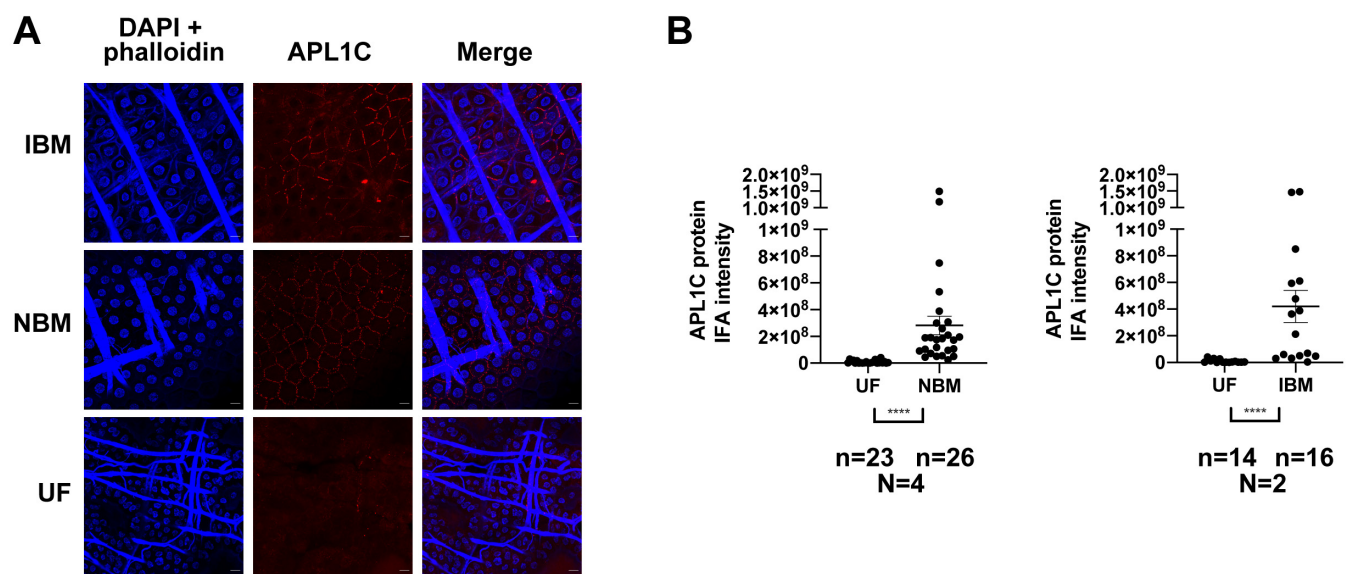 A
DAPI +
phalloidin
APL1C
Merge
IBM
NBM
UF
B
APL1C protein
IFA intensity
2.0×10⁹
1.5×10⁹
1.0×10⁹
1×10⁹
8×10⁸
6×10⁸
4×10⁸
2×10⁸
0
UF NBM
****
n=23 n=26
N=4
APL1C protein
IFA intensity
2.0×10⁹
1.5×10⁹
1.0×10⁹
1×10⁹
8×10⁸
6×10⁸
4×10⁸
2×10⁸
0
UF IBM
****
n=14 n=16
N=2